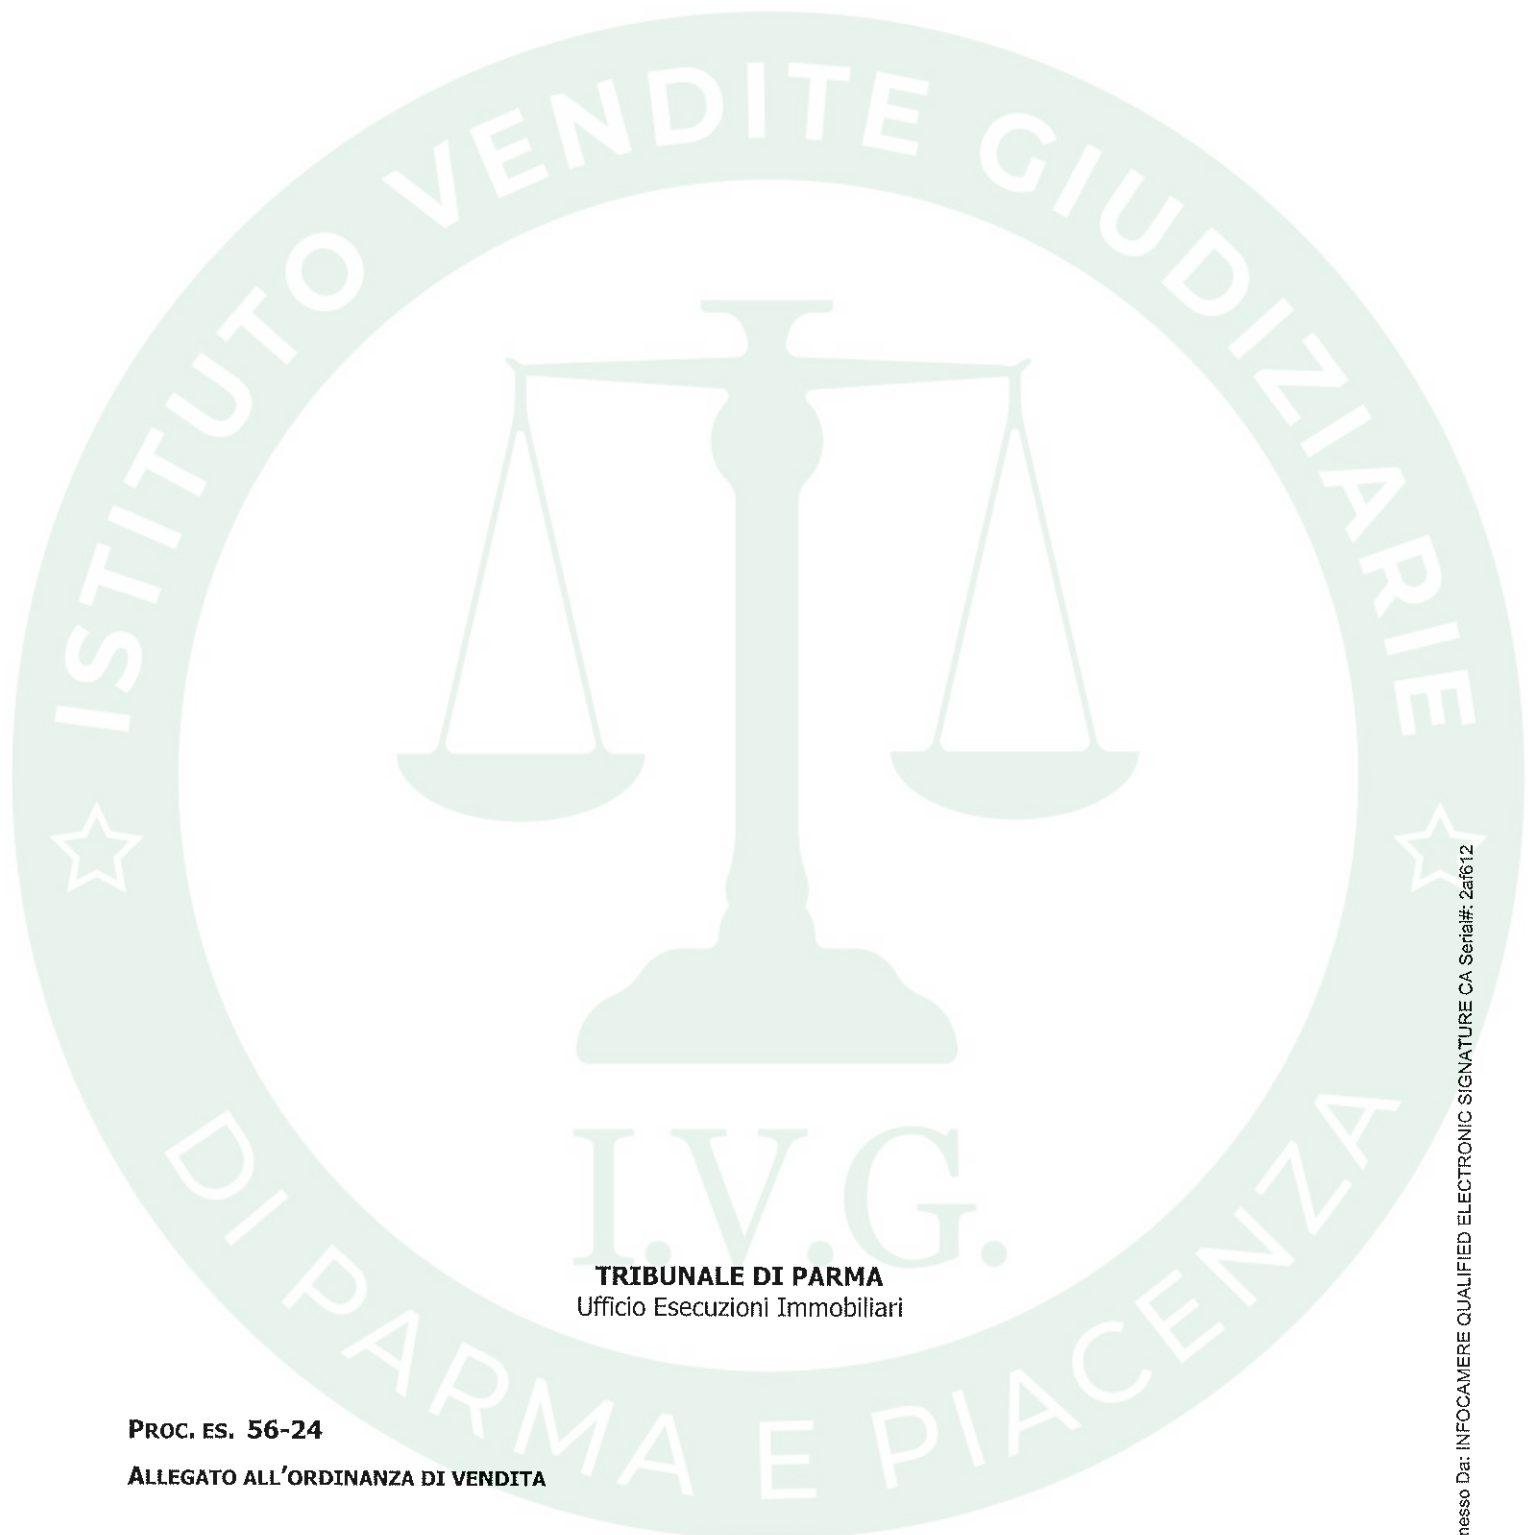 ISTITUTO VENDITE GIUDIZIARIE
I.V.G.
DI PARMA E PIACENZA
TRIBUNALE DI PARMA
Ufficio Esecuzioni Immobiliari
PROC. ES. 56-24
ALLEGATO ALL'ORDINANZA DI VENDITA
nesso Da: INFOCAMERE QUALIFIED ELECTRONIC SIGNATURE CA Serial#: 2af612